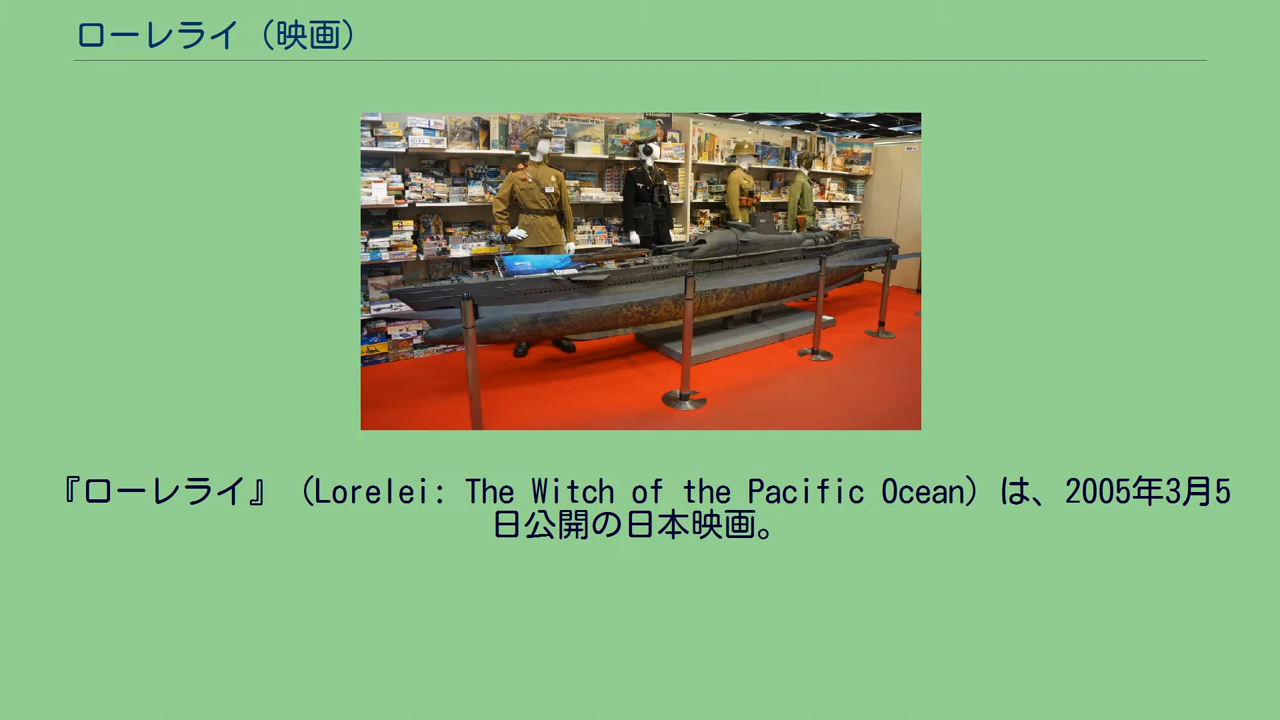 ローレライ（映画）
『ローレライ』（Lorelei: The Witch of the Pacific Ocean）は、2005年3月5
日公開の日本映画。